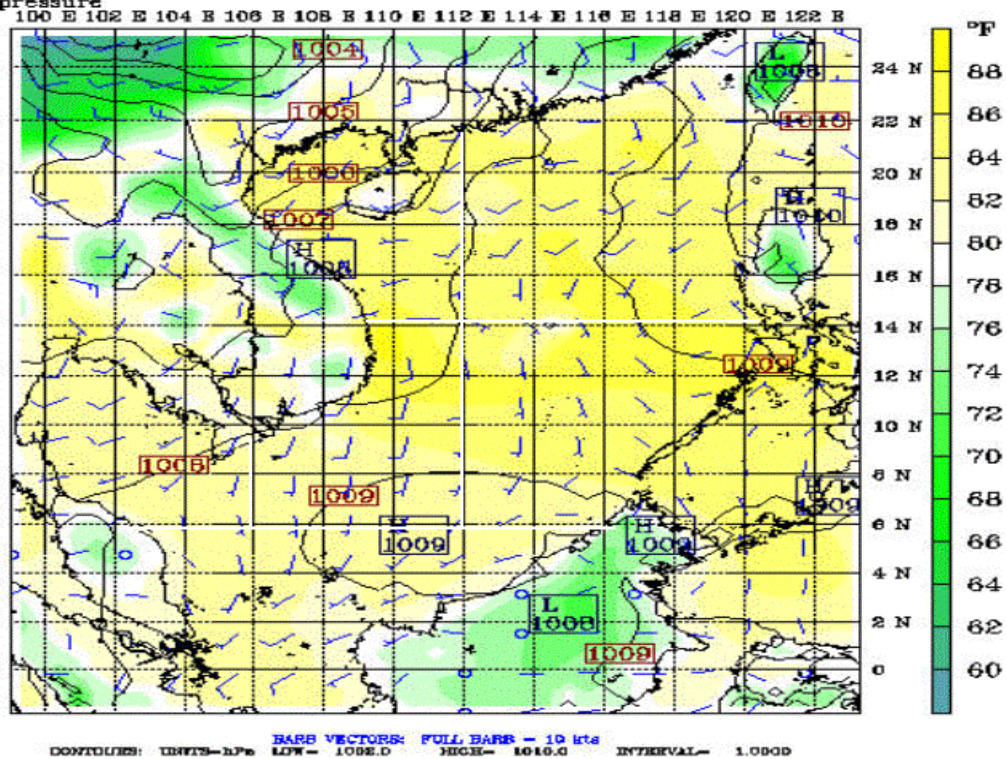 pressure
100 E 102 E 104 E 106 E 108 E 110 E 112 E 114 E 116 E 118 E 120 E 122 E
°F
1004
L
1008
24 N
88
1005
1010
22 N
86
20 N
84
1007
H
1010
18 N
82
H
1008
16 N
80
78
14 N
76
1009
12 N
74
10 N
72
1008
8 N
70
1009
1009
68
6 N
H
1009
1009
66
4 N
64
L
1008
2 N
62
1009
0
60
BARB VECTORS: FULL BARB = 10 kts
CONTOURS: UNITS=hPa LOW= 1002.0 HIGH= 1010.0 INTERVAL= 1.0000